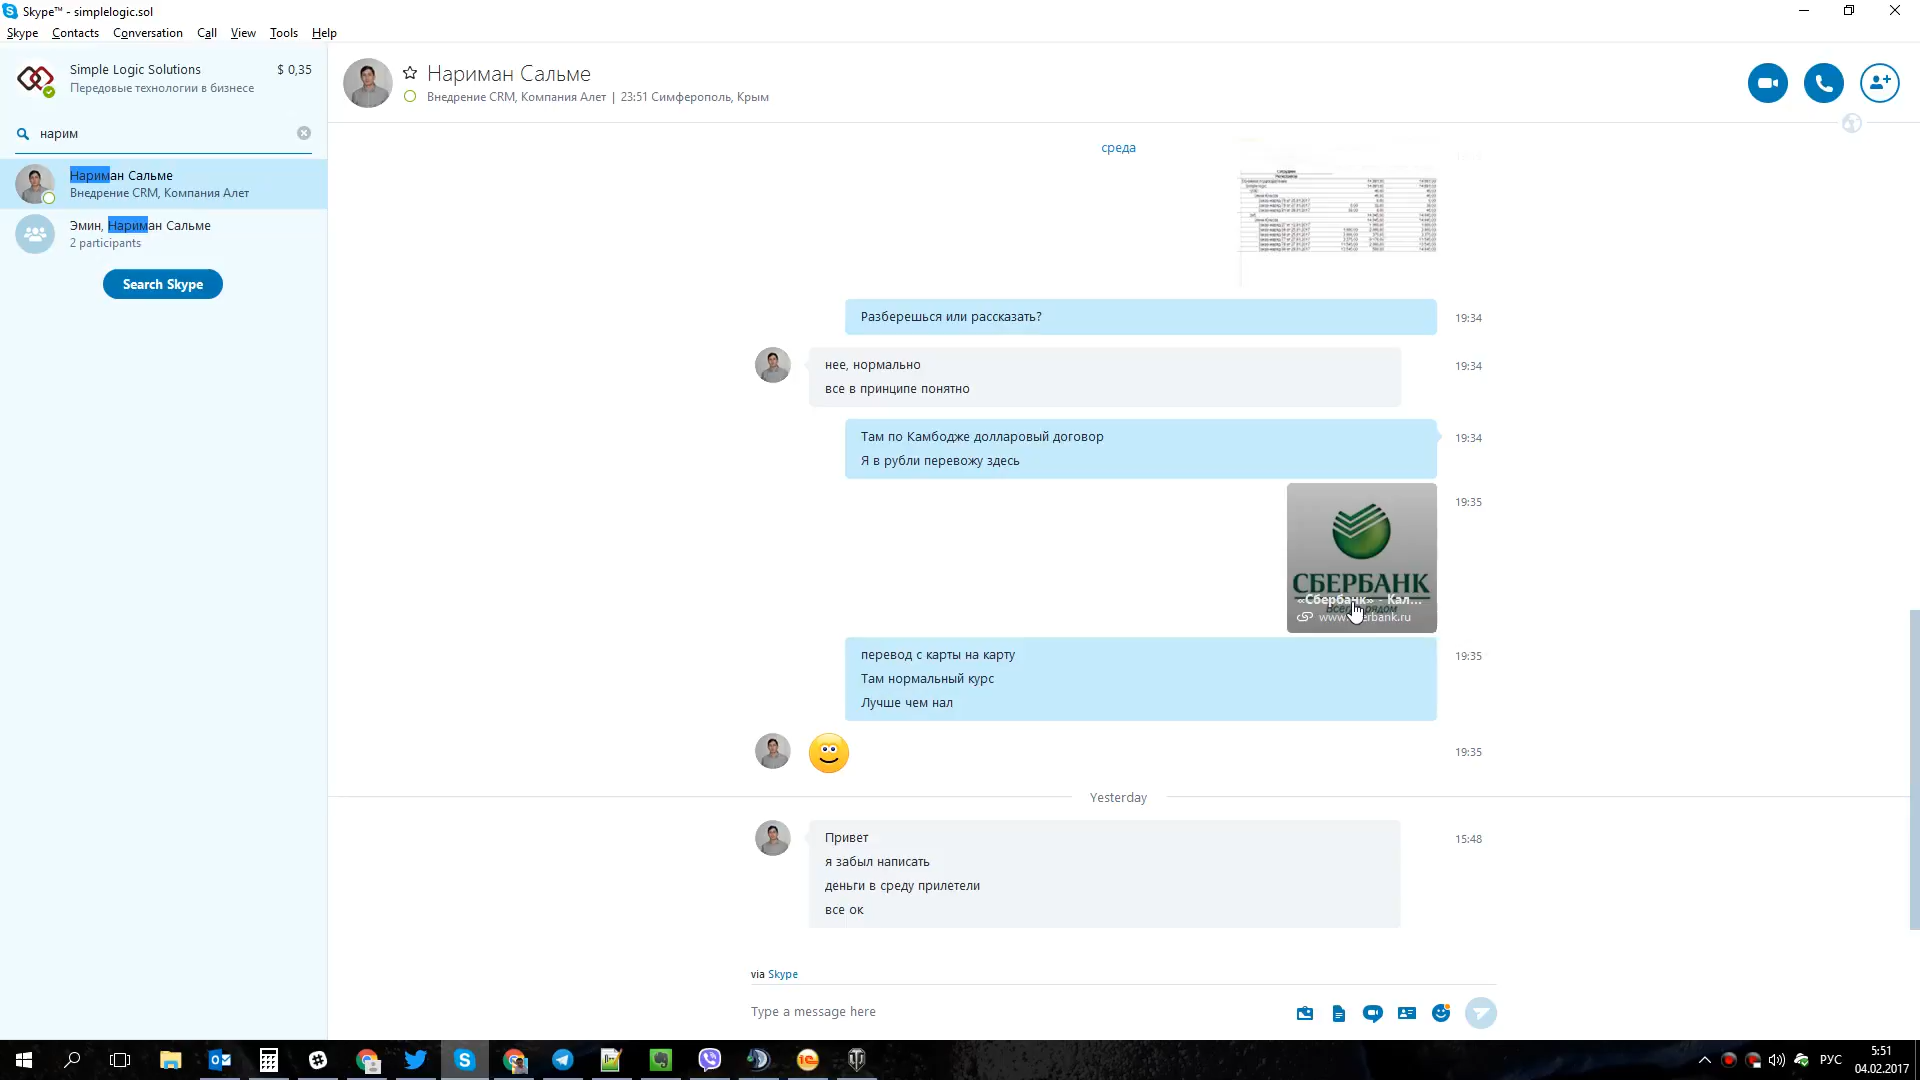 Skype™ - simplelogic.sol
Skype Contacts Conversation Call View Tools Help
Simple Logic Solutions $ 0,35
Передовые технологии в бизнесе
нарим
Нариман Сальме
Внедрение CRM, Компания Алет
Эмин, Нариман Сальме
2 participants
Search Skype
Нариман Сальме
Внедрение CRM, Компания Алет | 23:51 Симферополь, Крым
среда
Разберешься или рассказать? 19:34
нее, нормально 19:34
все в принципе понятно
Там по Камбодже долларовый договор 19:34
Я в рубли перевожу здесь
19:35
СБЕРБАНК
«Сбербанк» - Кал...
перевод с карты на карту 19:35
Там нормальный курс
Лучше чем нал
19:35
Yesterday
Привет 15:48
я забыл написать
деньги в среду прилетели
все ок
via Skype
Type a message here
РУС
5:51
04.02.2017